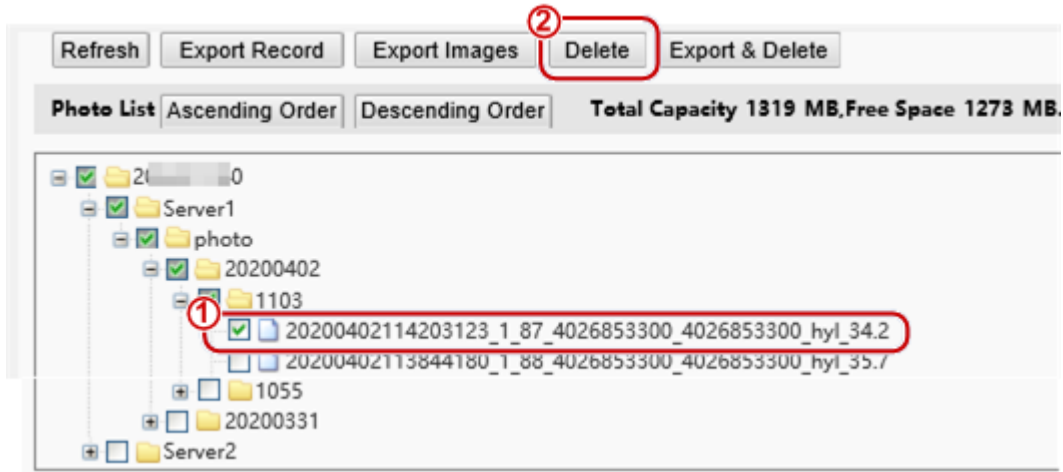 ②
Refresh Export Record Export Images Delete Export & Delete
Photo List Ascending Order Descending Order Total Capacity 1319 MB,Free Space 1273 MB.
2 0
Server1
photo
20200402
1103
①
20200402114203123_1_87_4026853300_4026853300_hyl_34.2
20200402113844180_1_88_4026853300_4026853300_hyl_35.7
1055
20200331
Server2